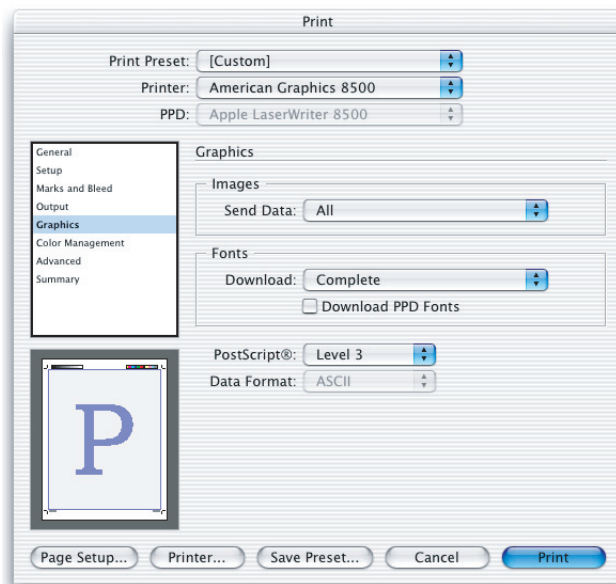 Print
Print Preset: [Custom]
Printer: American Graphics 8500
PPD: Apple LaserWriter 8500
General
Setup
Marks and Bleed
Output
Graphics
Color Management
Advanced
Summary
Graphics
Images
Send Data: All
Fonts
Download: Complete
Download PPD Fonts
PostScript®: Level 3
Data Format: ASCII
P
Page Setup... Printer... Save Preset... Cancel Print